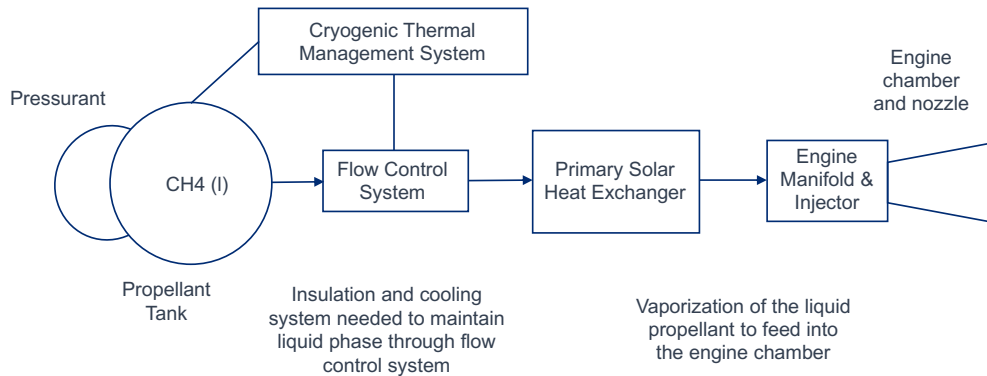 Cryogenic Thermal
Management System
Engine
chamber
and nozzle
Pressurant
CH4 (l)
Flow Control
System
Primary Solar
Heat Exchanger
Engine
Manifold &
Injector
Propellant
Tank
Insulation and cooling
system needed to maintain
liquid phase through flow
control system
Vaporization of the liquid
propellant to feed into
the engine chamber